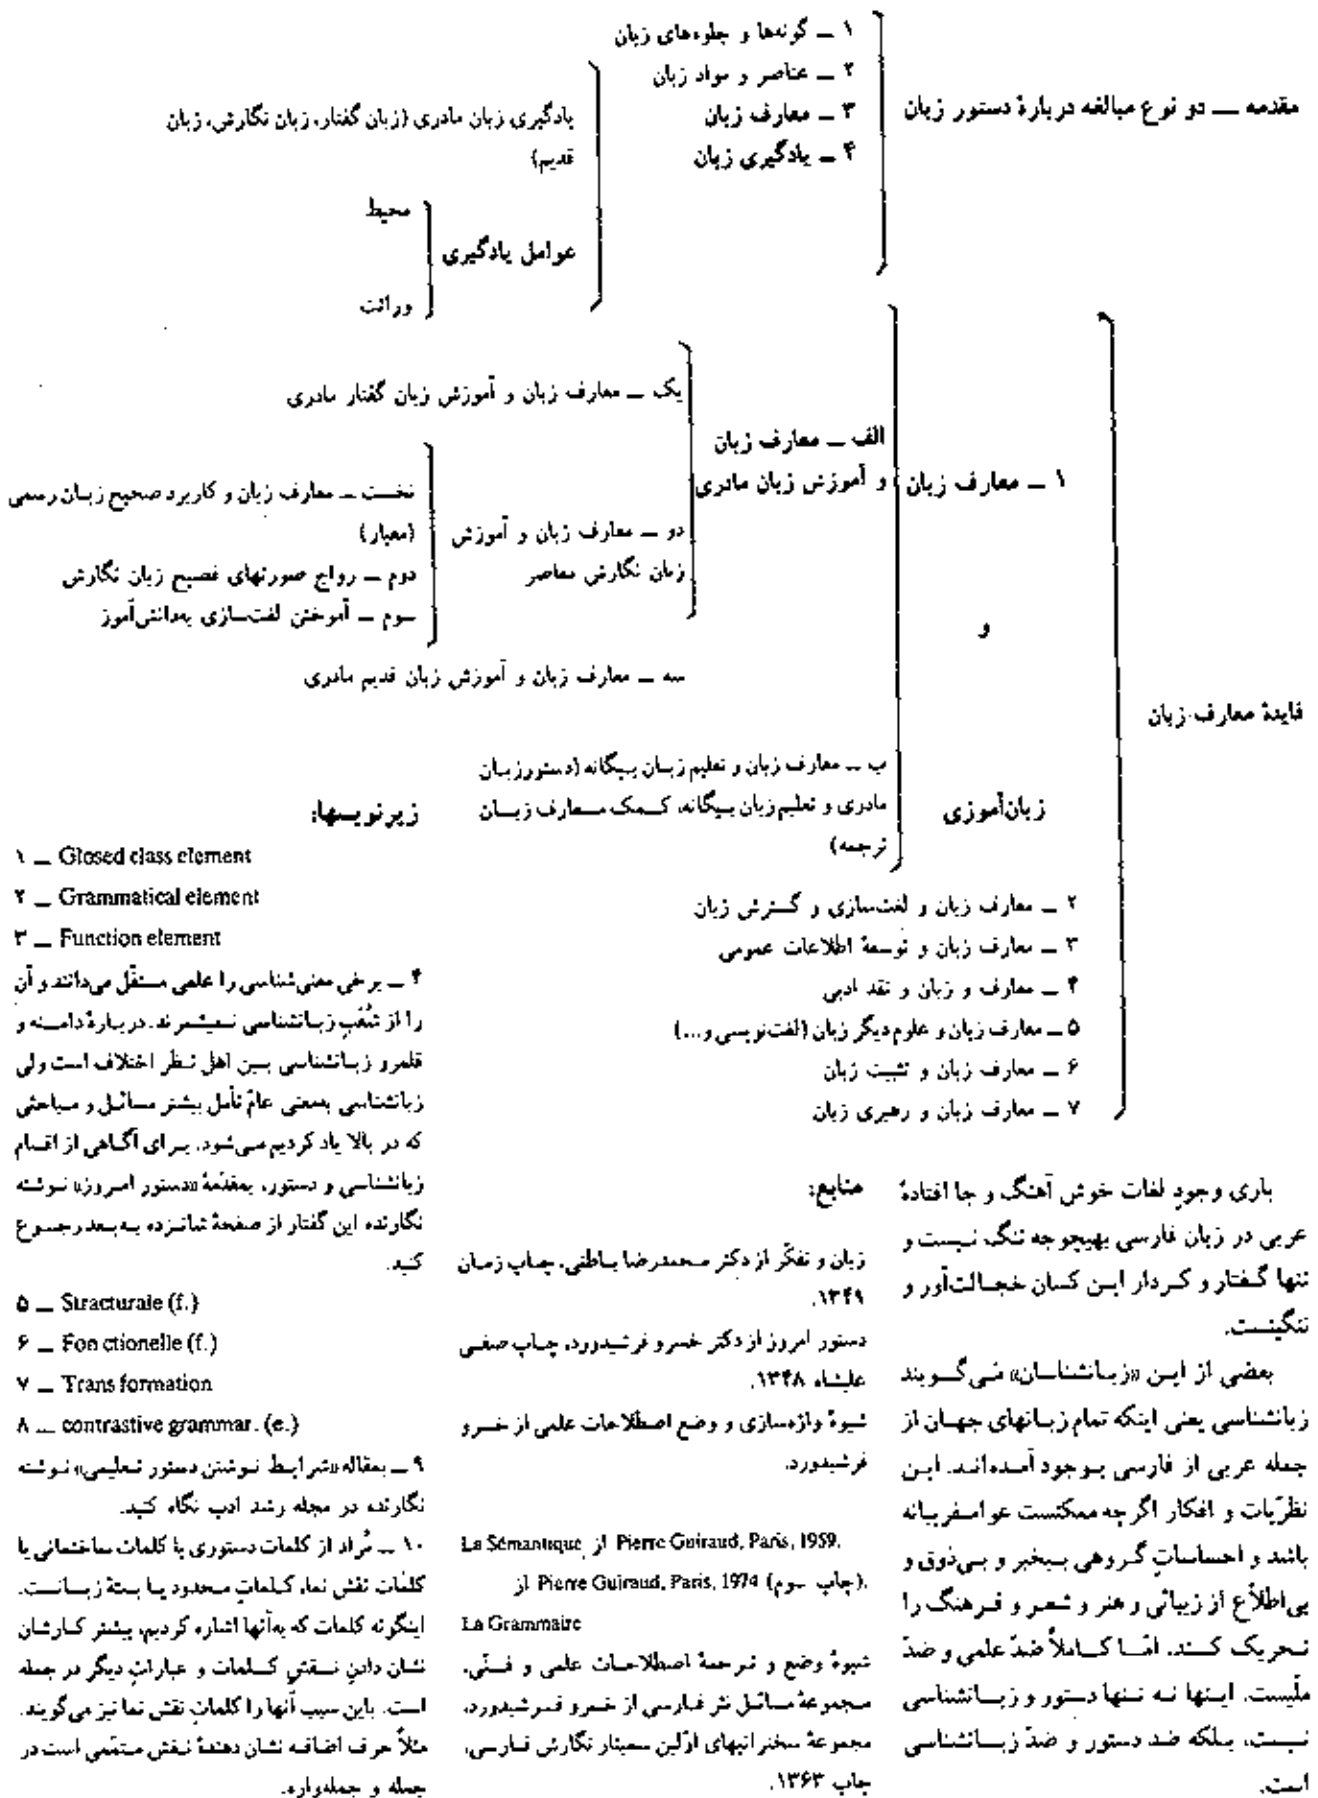 مقدمه ــ دو نوع مبالغه دربارهٔ دستور زبان
۱ ــ گونه‌ها و جلوه‌های زبان
۲ ــ عناصر و مواد زبان
۳ ــ معارف زبان
۴ ــ یادگیری زبان
یادگیری زبان مادری (زبان گفتار، زبان نگارش، زبان
قدیم)
عوامل یادگیری
محیط
وراثت
فایدهٔ معارف زبان
۱ ــ معارف زبان
و
زبان‌آموزی
الف ــ معارف زبان
و آموزش زبان مادری
یک ــ معارف زبان و آموزش زبان گفتار مادری
دو ــ معارف زبان و آموزش
زبان نگارش معاصر
نخست ــ معارف زبان و کاربرد صحیح زبان رسمی
(معیار)
دوم ــ رواج صورتهای فصیح زبان نگارش
سوم ــ آموختن لغت‌سازی به‌دانش‌آموز
سه ــ معارف زبان و آموزش زبان قدیم مادری
ب ــ معارف زبان و تعلیم زبان بیگانه (دستورزبان
مادری و تعلیم زبان بیگانه، کمک معارف زبان
ترجمه)
۲ ــ معارف زبان و لغت‌سازی و گسترش زبان
۳ ــ معارف زبان و توسعهٔ اطلاعات عمومی
۴ ــ معارف و زبان و نقد ادبی
۵ ــ معارف زبان و علوم دیگر زبان (لغت‌نویسی و...)
۶ ــ معارف زبان و تثبیت زبان
۷ ــ معارف زبان و رهبری زبان
باری وجودِ لغات خوش آهنگ و جا افتادهٔ
عربی در زبان فارسی بهیچوجه ننگ نیست و
تنها گفتار و کردار این کسان خجالت‌آور و
ننگینست.
بعضی از این «زبانشناسان» می‌گویند
زبانشناسی یعنی اینکه تمام زبانهای جهان از
جمله عربی از فارسی بوجود آمده‌اند. این
نظریّات و افکار اگرچه ممکنست عوامفریبانه
باشد و احساساتِ گروهی بیخبر و بی‌ذوق و
بی‌اطلاّع از زیبائی و هنر و شعر و فرهنگ را
تحریک کند. امّا کاملاً ضدّ علمی و ضدّ
ملّیست. اینها نه تنها دستور و زبانشناسی
نیست، بلکه ضد دستور و ضدّ زبانشناسی
است.
منابع:
زبان و تفکّر از دکتر محمدرضا باطنی، چاپ زمان
۱۳۴۹.
دستور امروز از دکتر خسرو فرشیدورد، چاپ صفی
علیشاه ۱۳۴۸.
شیوهٔ واژه‌سازی و وضع اصطلاحات علمی از خسرو
فرشیدورد.
La Sémantique از Pierre Guiraud, Paris, 1959.
از Pierre Guiraud, Paris, 1974 (چاپ سوم).
La Grammaire
شیوهٔ وضع و ترجمهٔ اصطلاحات علمی و فنّی.
مجموعهٔ مسائل نثر فارسی از خسرو فرشیدورد.
مجموعهٔ سخنرانیهای اوّلین سمینار نگارش فارسی،
چاپ ۱۳۶۳.
زیرنویسها:
۱ ــ Glosed class element
۲ ــ Grammatical element
۳ ــ Function element
۴ ــ برخی معنی‌شناسی را علمی مستقّل می‌دانند و آن
را از شُعَبِ زبانشناسی نمیشمرند. دربارهٔ دامنه و
قلمرو زبانشناسی بین اهل نظر اختلاف است ولی
زبانشناسی بمعنی عامّ تأمل بیشتر مسائل و مباحثی
که در بالا یاد کردیم می‌شود. برای آگاهی از اقسام
زبانشناسی و دستور، بمقدّمهٔ «دستور امروز» نوشته
نگارنده این گفتار از صفحهٔ شانزده به‌بعد رجوع
کنید.
۵ ــ Stracturale (f.)
۶ ــ Fon ctionelle (f.)
۷ ــ Trans formation
۸ ــ contrastive grammar. (e.)
۹ ــ بمقاله «شرایط نوشتن دستور تعلیمی» نوشته
نگارنده در مجله رشد ادب نگاه کنید.
۱۰ ــ مُراد از کلمات دستوری یا کلمات ساختمانی یا
کلمات نقش نما، کلماتِ محدود یا بستهٔ زبانست.
اینگونه کلمات که به‌آنها اشاره کردیم، بیشتر کارشان
نشان دادنِ نقشِ کلمات و عباراتِ دیگر در جمله
است. باین سبب آنها را کلماتِ نقش نما نیز می‌گویند.
مثلاً حرف اضافه نشان دهندهٔ نقش متمّمی است در
جمله و جمله‌واره.